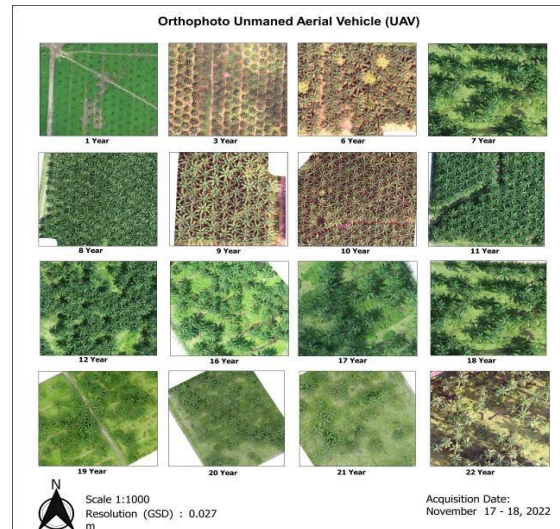 Orthophoto Unmaned Aerial Vehicle (UAV)
1 Year
3 Year
6 Year
7 Year
8 Year
9 Year
10 Year
11 Year
12 Year
16 Year
17 Year
18 Year
19 Year
20 Year
21 Year
22 Year
N
Scale 1:1000
Resolution (GSD) : 0.027
m
Acquisition Date:
November 17 - 18, 2022